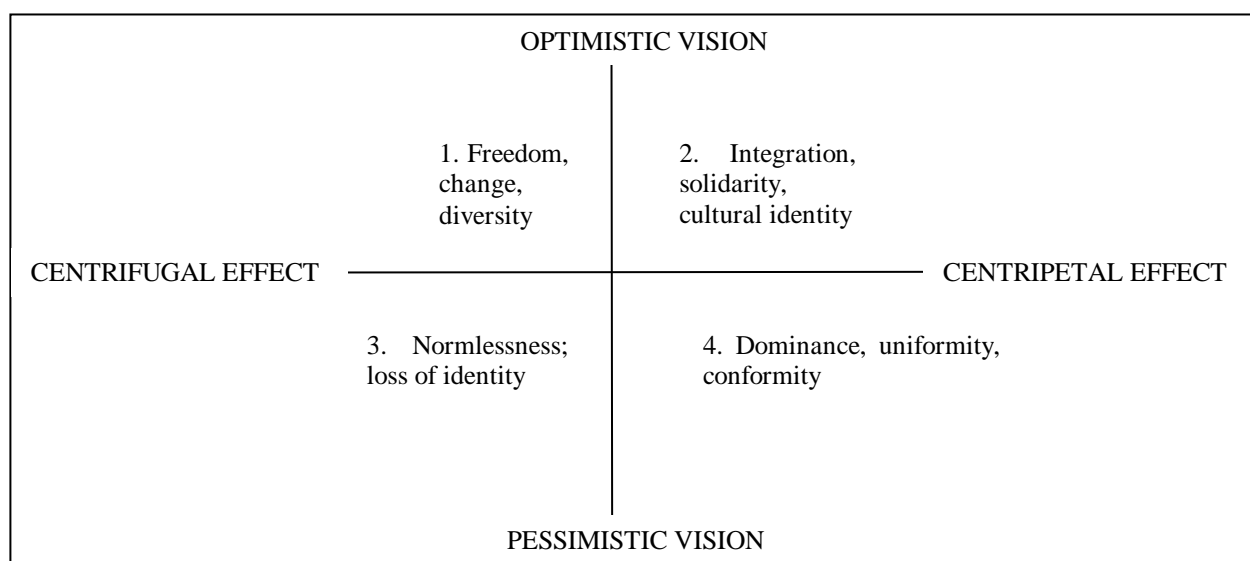 OPTIMISTIC VISION
1. Freedom,
change,
diversity
2. Integration,
solidarity,
cultural identity
CENTRIFUGAL EFFECT
CENTRIPETAL EFFECT
3. Normlessness;
loss of identity
4. Dominance, uniformity,
conformity
PESSIMISTIC VISION